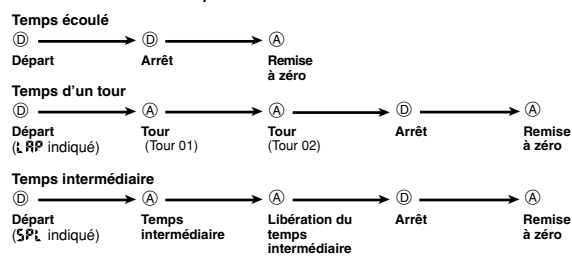 Temps écoulé
Ⓓ Ⓓ Ⓐ
Départ Arrêt Remise
à zéro
Temps d'un tour
Ⓓ Ⓐ Ⓐ Ⓓ Ⓐ
Départ Tour Tour Arrêt Remise
(LAP indiqué) (Tour 01) (Tour 02) à zéro
Temps intermédiaire
Ⓓ Ⓐ Ⓐ Ⓓ Ⓐ
Départ Temps Libération du Arrêt Remise
(SPL indiqué) intermédiaire temps à zéro
intermédiaire